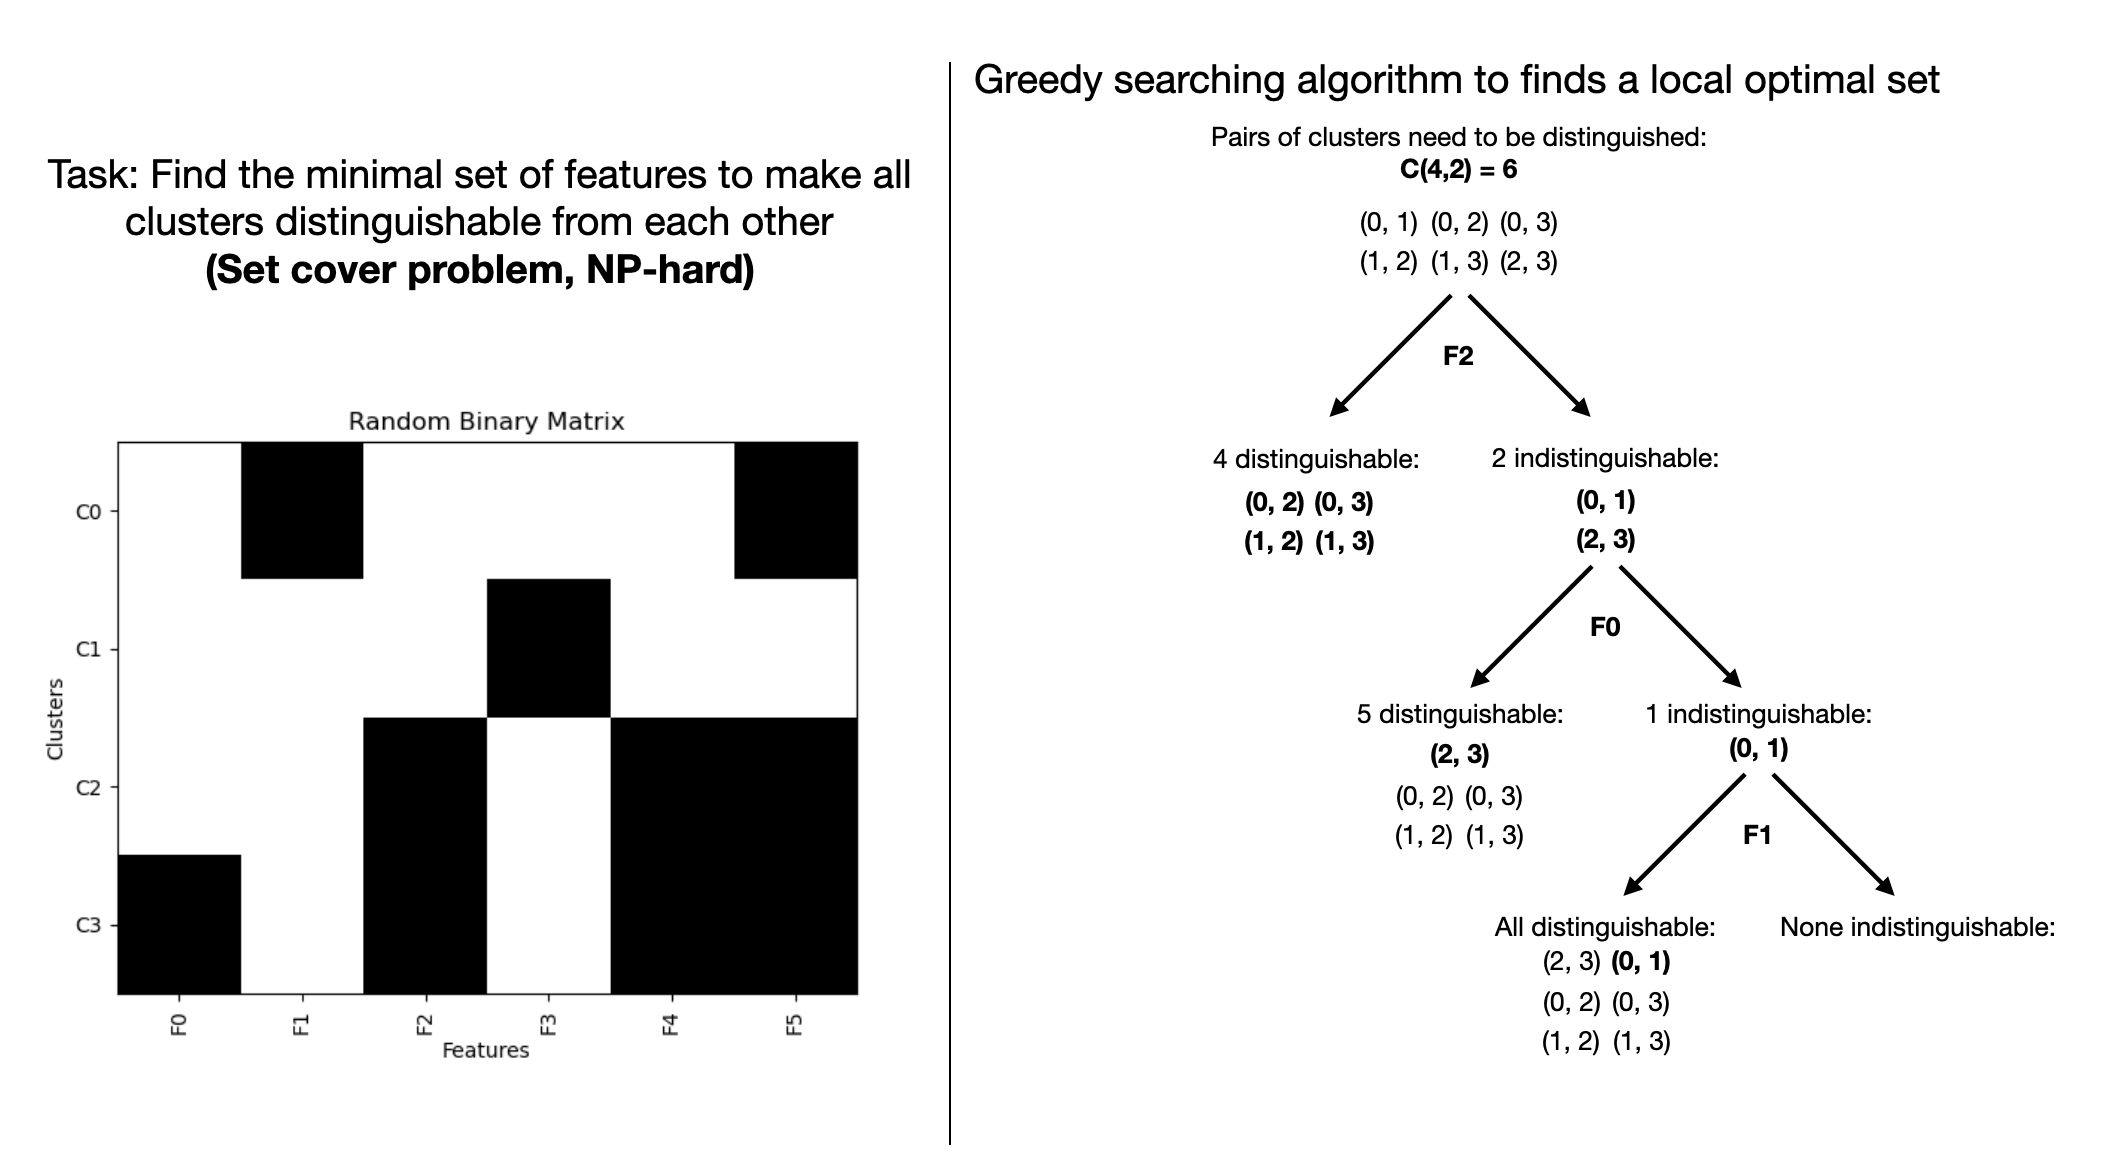 Task: Find the minimal set of features to make all
clusters distinguishable from each other
(Set cover problem, NP-hard)
Random Binary Matrix
C0
C1
C2
C3
Clusters
F0
F1
F2
F3
F4
F5
Features
Greedy searching algorithm to finds a local optimal set
Pairs of clusters need to be distinguished:
C(4,2) = 6
(0, 1) (0, 2) (0, 3)
(1, 2) (1, 3) (2, 3)
F2
4 distinguishable:
(0, 2) (0, 3)
(1, 2) (1, 3)
2 indistinguishable:
(0, 1)
(2, 3)
F0
5 distinguishable:
(2, 3)
(0, 2) (0, 3)
(1, 2) (1, 3)
1 indistinguishable:
(0, 1)
F1
All distinguishable:
(2, 3) (0, 1)
(0, 2) (0, 3)
(1, 2) (1, 3)
None indistinguishable: